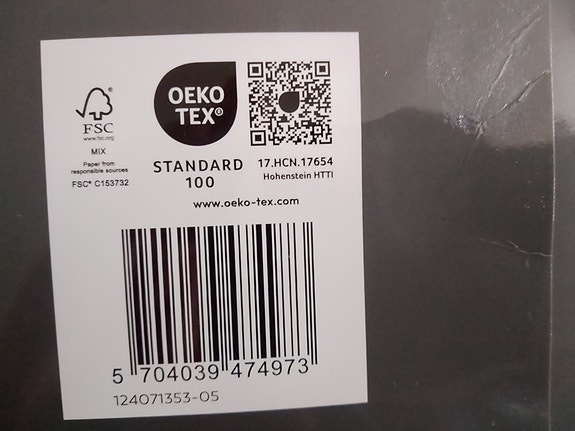 OEKO
TEX®
FSC
www.fsc.org
MIX
Paper from
responsible sources
FSC® C153732
STANDARD
100
17.HCN.17654
Hohenstein HTTI
www.oeko-tex.com
5 704039 474973
124071353-05